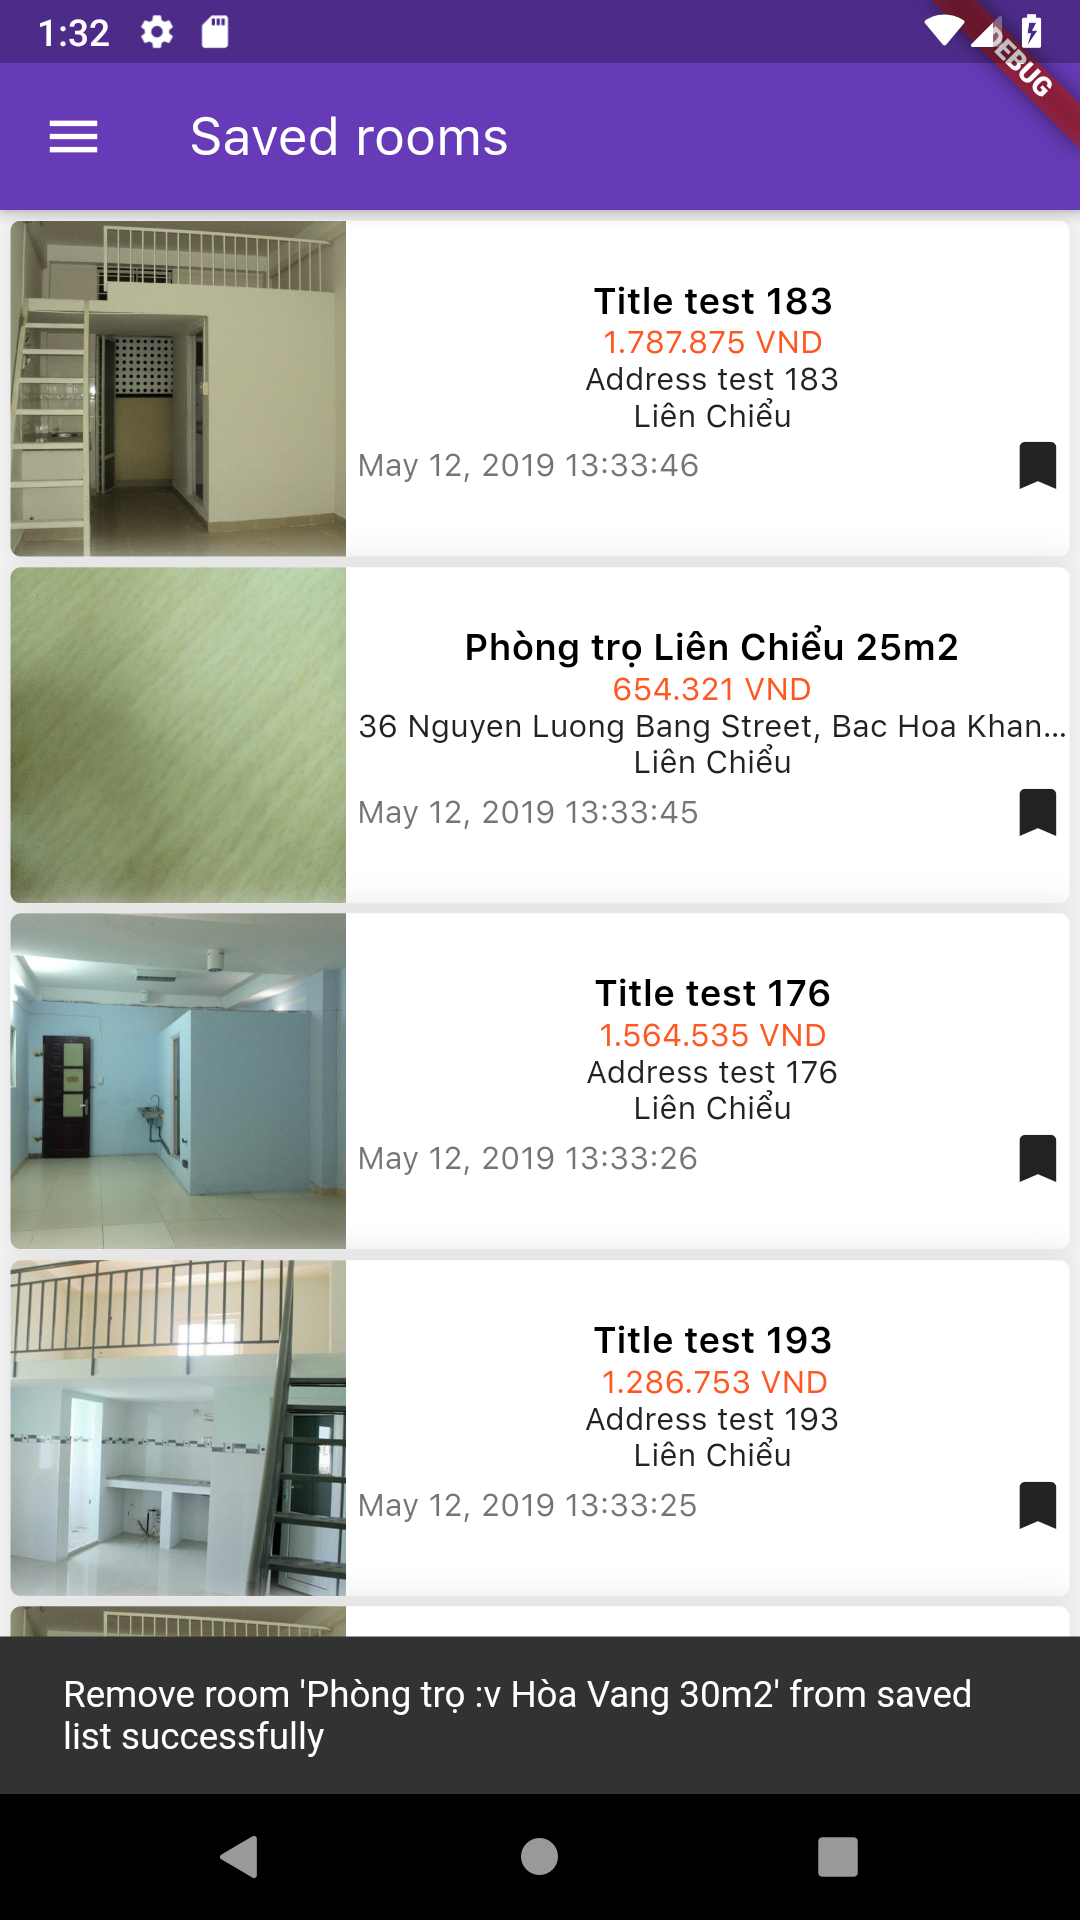 1:32
DEBUG
Saved rooms
Title test 183
1.787.875 VND
Address test 183
Liên Chiểu
May 12, 2019 13:33:46
Phòng trọ Liên Chiểu 25m2
654.321 VND
36 Nguyen Luong Bang Street, Bac Hoa Khan...
Liên Chiểu
May 12, 2019 13:33:45
Title test 176
1.564.535 VND
Address test 176
Liên Chiểu
May 12, 2019 13:33:26
Title test 193
1.286.753 VND
Address test 193
Liên Chiểu
May 12, 2019 13:33:25
Remove room 'Phòng trọ :v Hòa Vang 30m2' from saved
list successfully